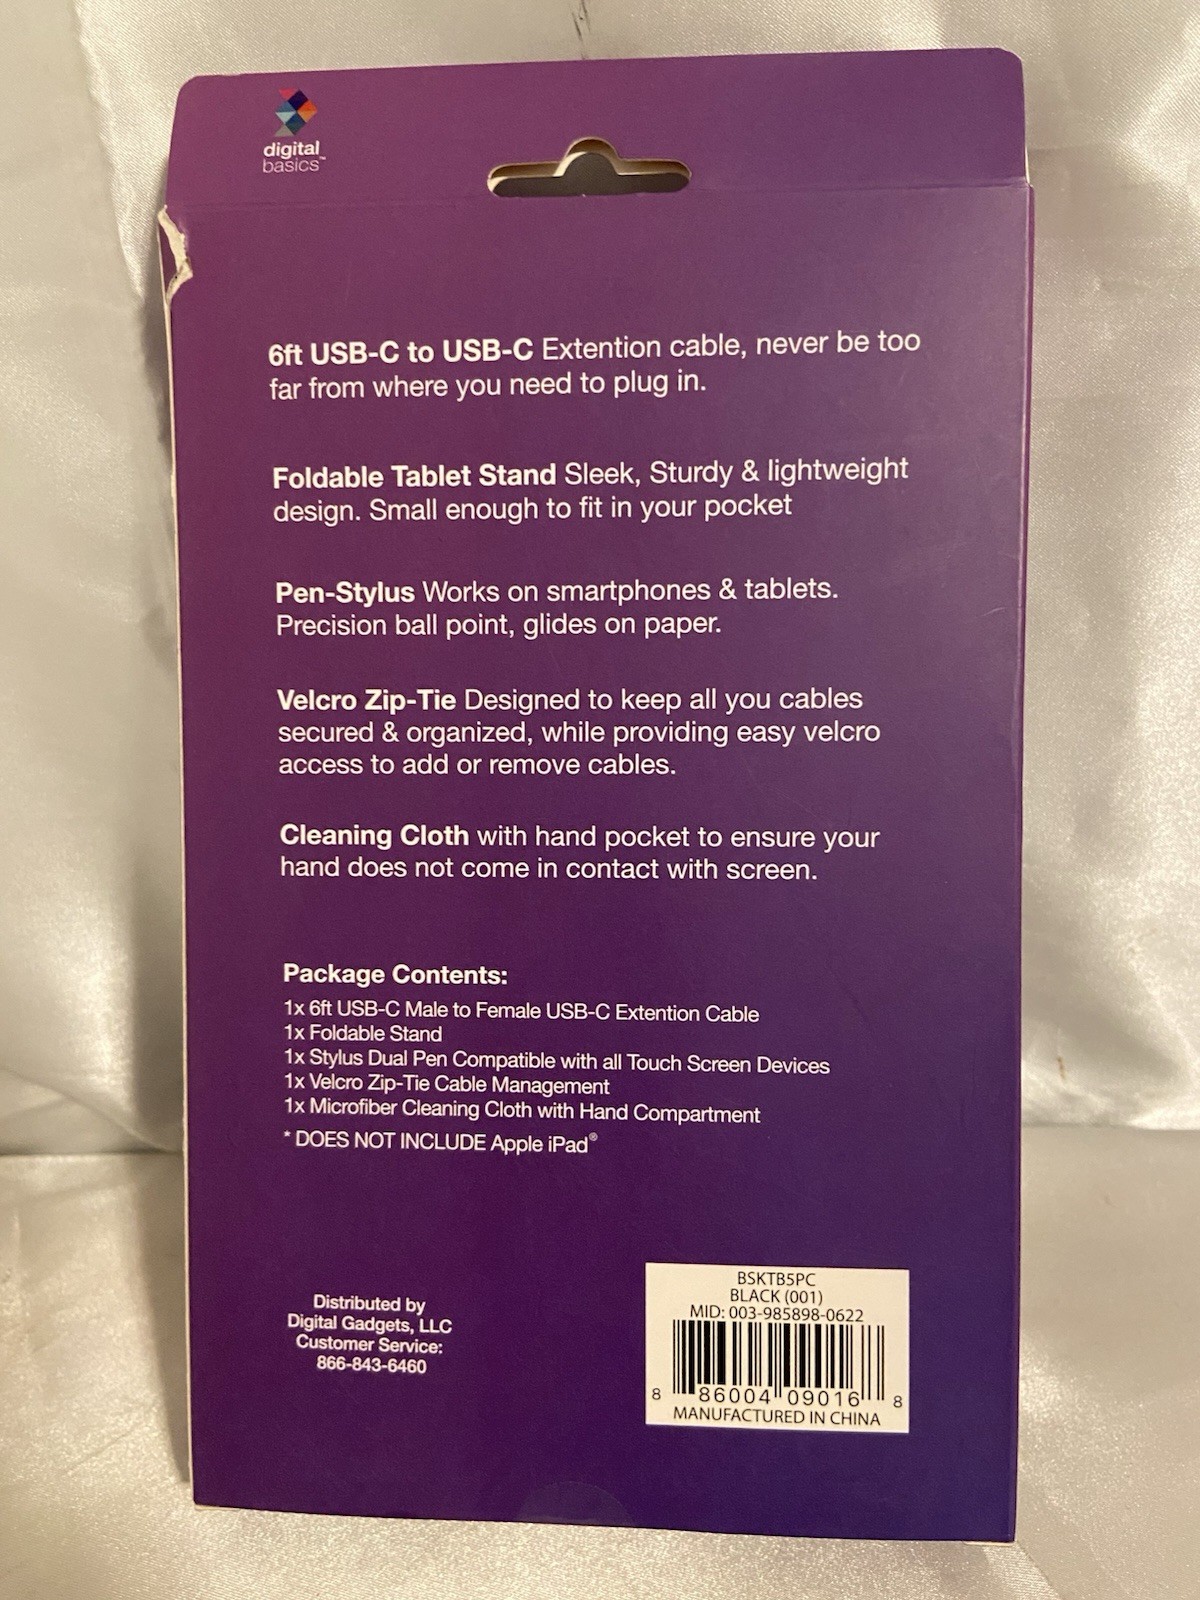 digital
basics™
6ft USB-C to USB-C Extention cable, never be too
far from where you need to plug in.
Foldable Tablet Stand Sleek, Sturdy & lightweight
design. Small enough to fit in your pocket
Pen-Stylus Works on smartphones & tablets.
Precision ball point, glides on paper.
Velcro Zip-Tie Designed to keep all you cables
secured & organized, while providing easy velcro
access to add or remove cables.
Cleaning Cloth with hand pocket to ensure your
hand does not come in contact with screen.
Package Contents:
1x 6ft USB-C Male to Female USB-C Extention Cable
1x Foldable Stand
1x Stylus Dual Pen Compatible with all Touch Screen Devices
1x Velcro Zip-Tie Cable Management
1x Microfiber Cleaning Cloth with Hand Compartment
* DOES NOT INCLUDE Apple iPad®
Distributed by
Digital Gadgets, LLC
Customer Service:
866-843-6460
BSKTB5PC
BLACK (001)
MID: 003-985898-0622
8 86004 09016 8
MANUFACTURED IN CHINA